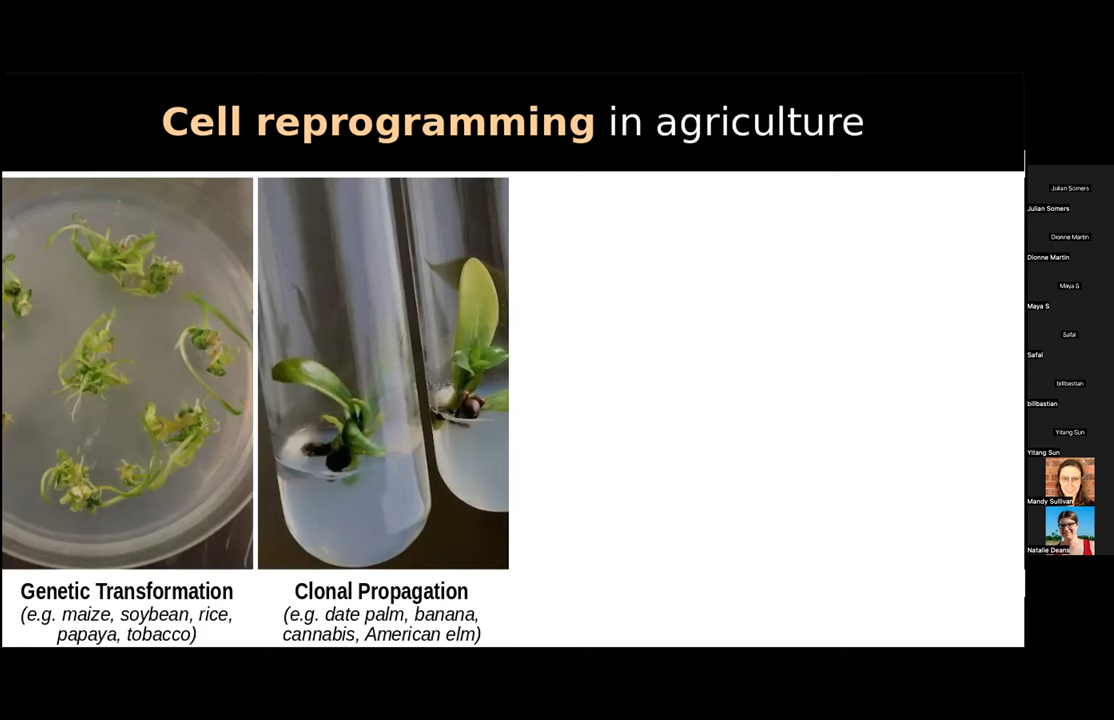 Cell reprogramming in agriculture
Genetic Transformation
(e.g. maize, soybean, rice,
papaya, tobacco)
Clonal Propagation
(e.g. date palm, banana,
cannabis, American elm)
Julian Somers
Julian Somers
Dionne Martin
Dionne Martin
Maya S
Maya S
Safal
Safal
billbastian
billbastian
Yitang Sun
Yitang Sun
Mandy Sullivan
Natalie Deans